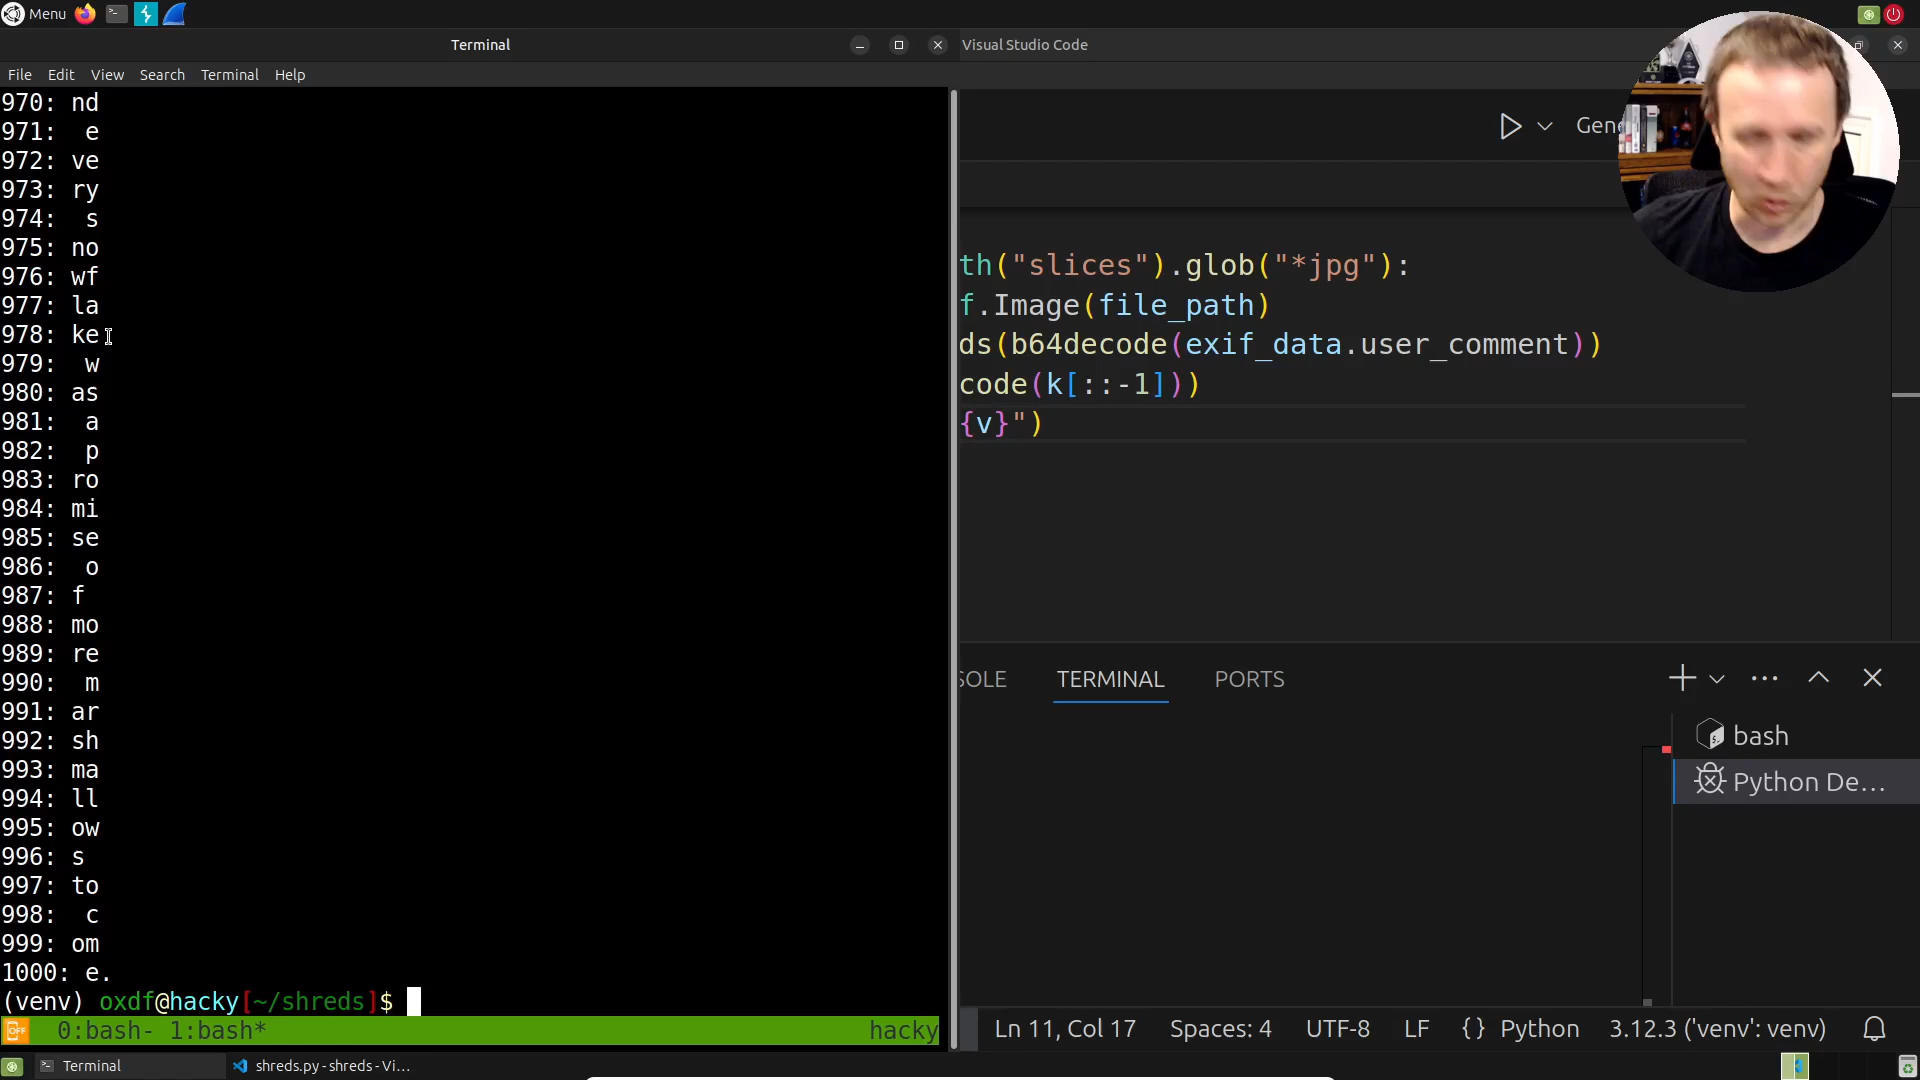 Menu
Terminal
Visual Studio Code
File Edit View Search Terminal Help
970: nd
971:  e
972: ve
973: ry
974:  s
975: no
976: wf
977: la
978: ke
979:  w
980: as
981:  a
982:  p
983: ro
984: mi
985: se
986:  o
987: f
988: mo
989: re
990:  m
991: ar
992: sh
993: ma
994: ll
995: ow
996: s
997: to
998:  c
999: om
1000: e.
(venv) oxdf@hacky[~/shreds]$
OFF 0:bash- 1:bash* hacky
Gene
th("slices").glob("*jpg"):
f.Image(file_path)
ds(b64decode(exif_data.user_comment))
code(k[::-1]))
{v}")
SOLE TERMINAL PORTS
bash
Python De...
Ln 11, Col 17 Spaces: 4 UTF-8 LF {} Python 3.12.3 ('venv': venv)
Terminal shreds.py - shreds - Vi...